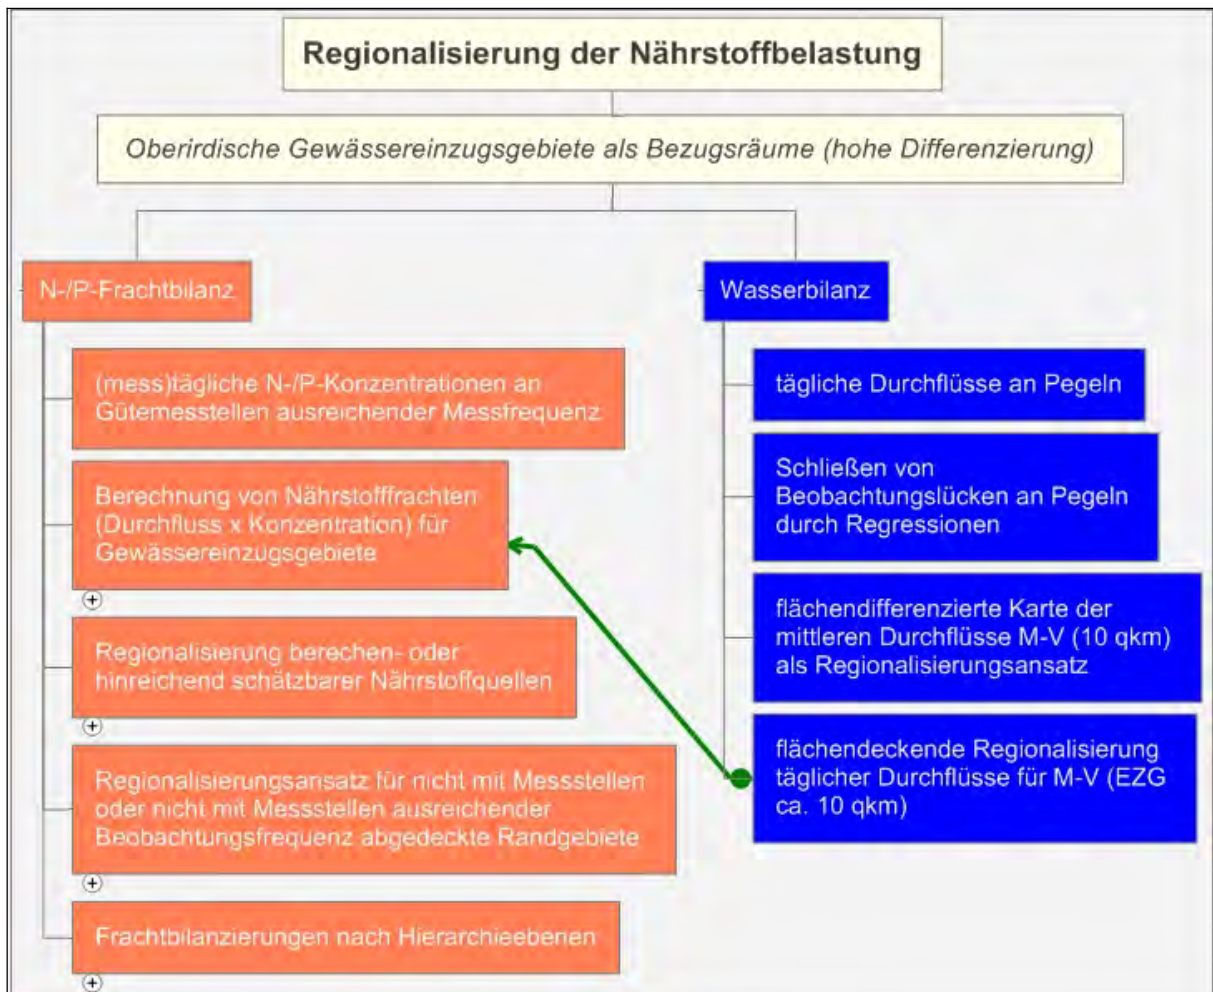 Regionalisierung der Nährstoffbelastung
Oberirdische Gewässereinzugsgebiete als Bezugsräume (hohe Differenzierung)
N-/P-Frachtbilanz
(mess)tägliche N-/P-Konzentrationen an
Gütemesstellen ausreichender Messfrequenz
Berechnung von Nährstofffrachten
(Durchfluss x Konzentration) für
Gewässereinzugsgebiete
Regionalisierung berechen- oder
hinreichend schätzbarer Nährstoffquellen
Regionalisierungsansatz für nicht mit Messstellen
oder nicht mit Messstellen ausreichender
Beobachtungsfrequenz abgedeckte Randgebiete
Frachtbilanzierungen nach Hierarchieebenen
Wasserbilanz
tägliche Durchflüsse an Pegeln
Schließen von
Beobachtungslücken an Pegeln
durch Regressionen
flächendifferenzierte Karte der
mittleren Durchflüsse M-V (10 qkm)
als Regionalisierungsansatz
flächendeckende Regionalisierung
täglicher Durchflüsse für M-V (EZG
ca. 10 qkm)